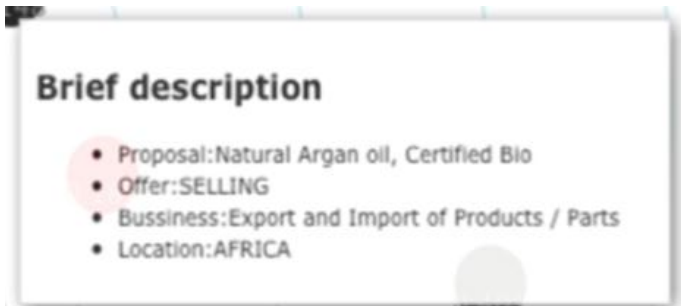 Brief description
• Proposal:Natural Argan oil, Certified Bio
• Offer:SELLING
• Bussiness:Export and Import of Products / Parts
• Location:AFRICA